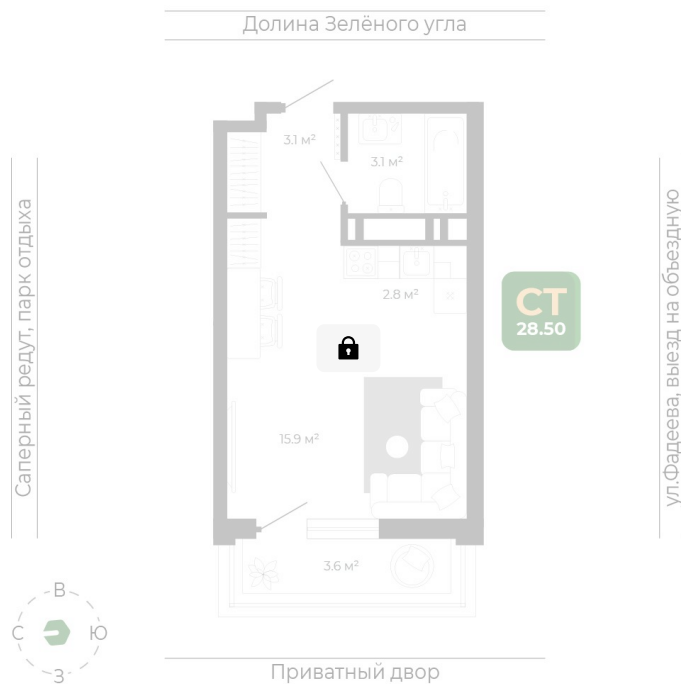 Долина Зелёного угла
3.1 м²
3.1 м²
Саперный редут, парк отдыха
ул.Фадеева, выезд на объездную
2.8 м²
СТ
28.50
15.9 м²
3.6 м²
В
С
Ю
З
Приватный двор